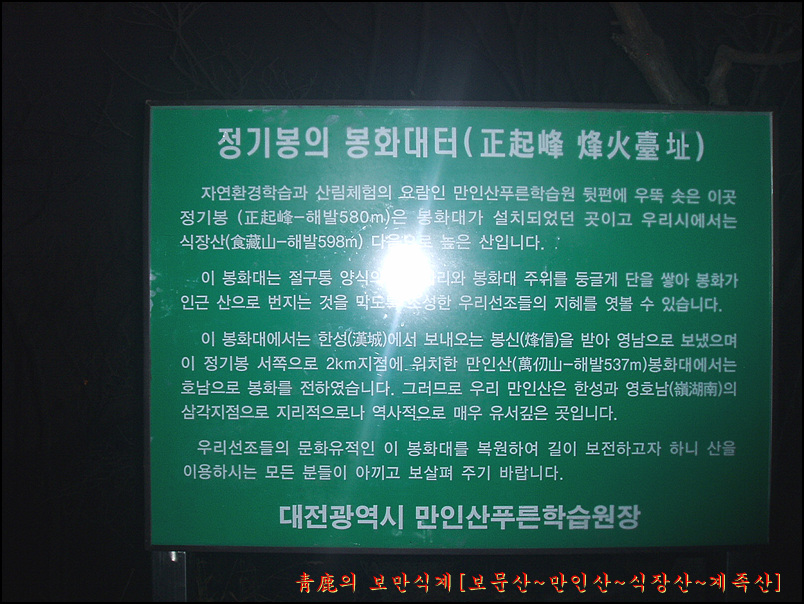 정기봉의 봉화대터(正起峰 烽火臺址)
자연환경학습과 산림체험의 요람인 만인산푸른학습원 뒷편에 우뚝 솟은 이곳
정기봉 (正起峰-해발580m)은 봉화대가 설치되었던 곳이고 우리시에서는
식장산(食藏山-해발598m) 다음으로 높은 산입니다.
이 봉화대는 절구통 양식의 봉화대 주위를 둥글게 단을 쌓아 봉화가
인근 산으로 번지는 것을 막도록 조성한 우리선조들의 지혜를 엿볼 수 있습니다.
이 봉화대에서는 한성(漢城)에서 보내오는 봉신(烽信)을 받아 영남으로 보냈으며
이 정기봉 서쪽으로 2km지점에 위치한 만인산(萬仞山-해발537m)봉화대에서는
호남으로 봉화를 전하였습니다. 그러므로 우리 만인산은 한성과 영호남(嶺湖南)의
삼각지점으로 지리적으로나 역사적으로 매우 유서깊은 곳입니다.
우리선조들의 문화유적인 이 봉화대를 복원하여 길이 보전하고자 하니 산을
이용하시는 모든 분들이 아끼고 보살펴 주기 바랍니다.
대전광역시 만인산푸른학습원장
靑鹿의 보만식계[보문산~만인산~식장산~계족산]